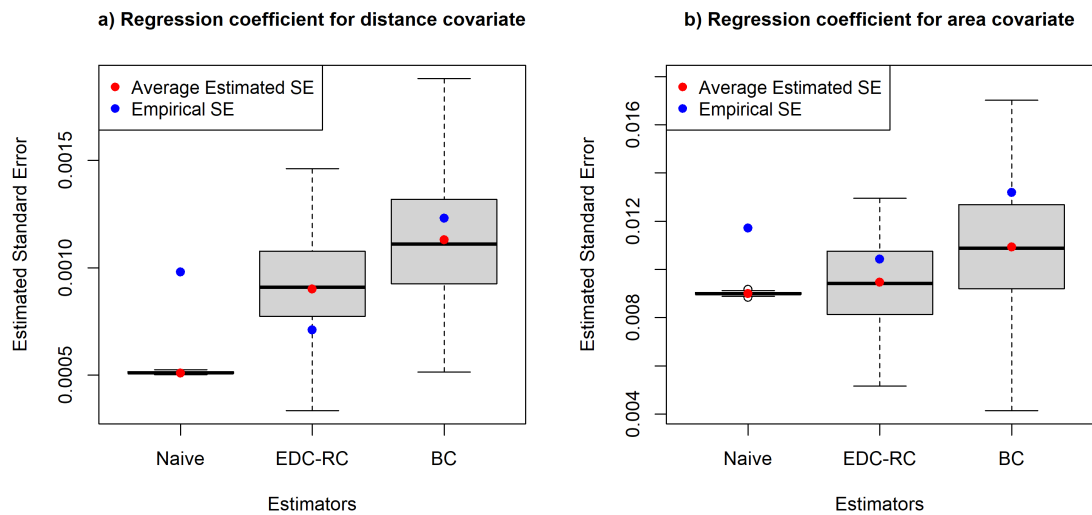 a) Regression coefficient for distance covariate
Average Estimated SE
Empirical SE
Estimated Standard Error
0.0015
0.0010
0.0005
Naive
EDC-RC
BC
Estimators
b) Regression coefficient for area covariate
Average Estimated SE
Empirical SE
Estimated Standard Error
0.016
0.012
0.008
0.004
Naive
EDC-RC
BC
Estimators